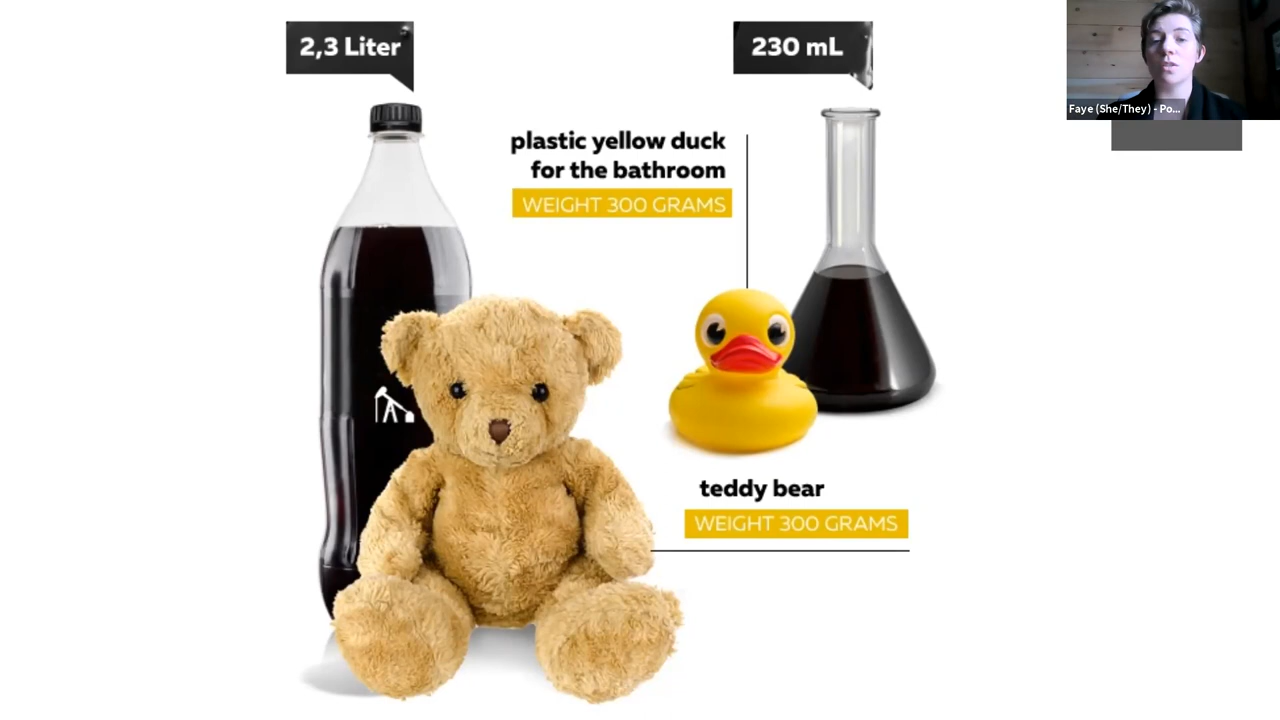 2,3 Liter
230 mL
plastic yellow duck
for the bathroom
WEIGHT 300 GRAMS
teddy bear
WEIGHT 300 GRAMS
Faye (She/They) - Po...